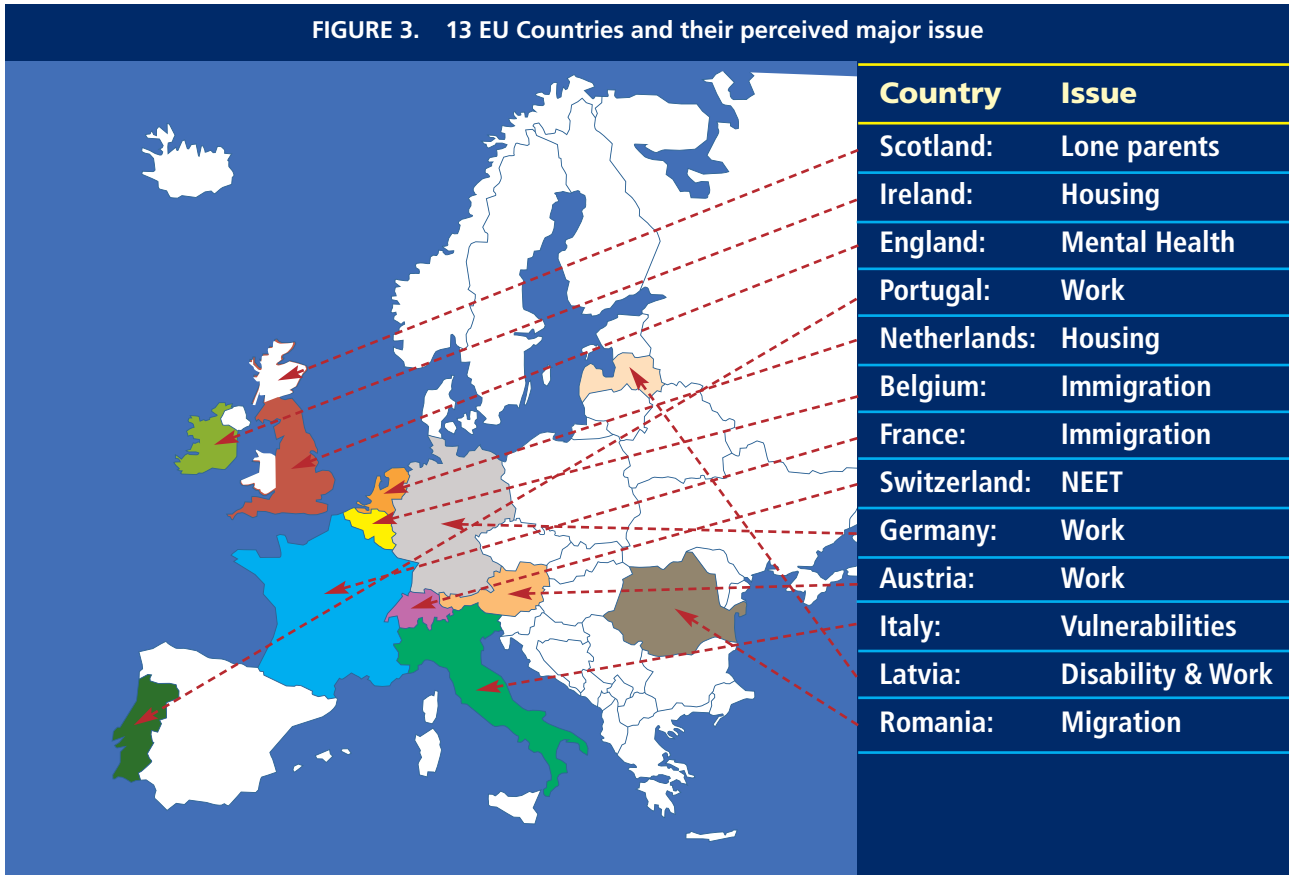 FIGURE 3. 13 EU Countries and their perceived major issue
Country Issue
Scotland: Lone parents
Ireland: Housing
England: Mental Health
Portugal: Work
Netherlands: Housing
Belgium: Immigration
France: Immigration
Switzerland: NEET
Germany: Work
Austria: Work
Italy: Vulnerabilities
Latvia: Disability & Work
Romania: Migration